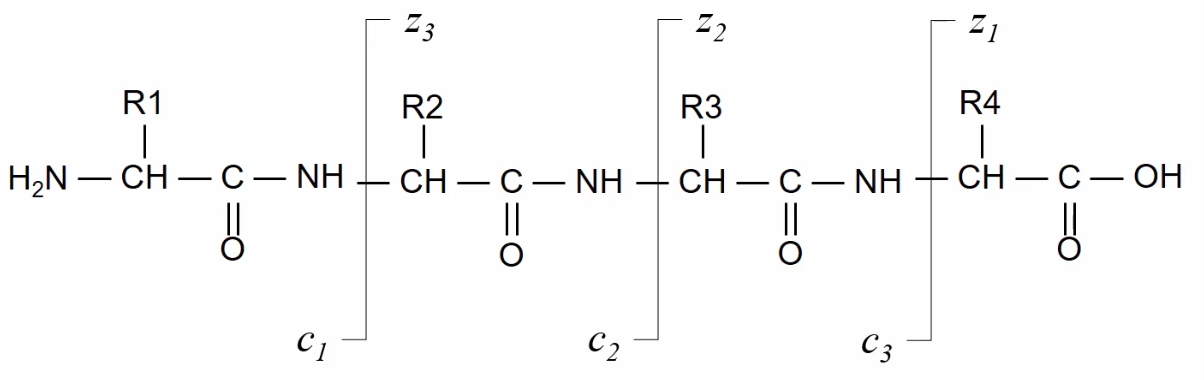 z₃ z₂ z₁
R1 R2 R3 R4
H₂N CH C NH CH C NH CH C NH CH C OH
O O O O
c₁ c₂ c₃